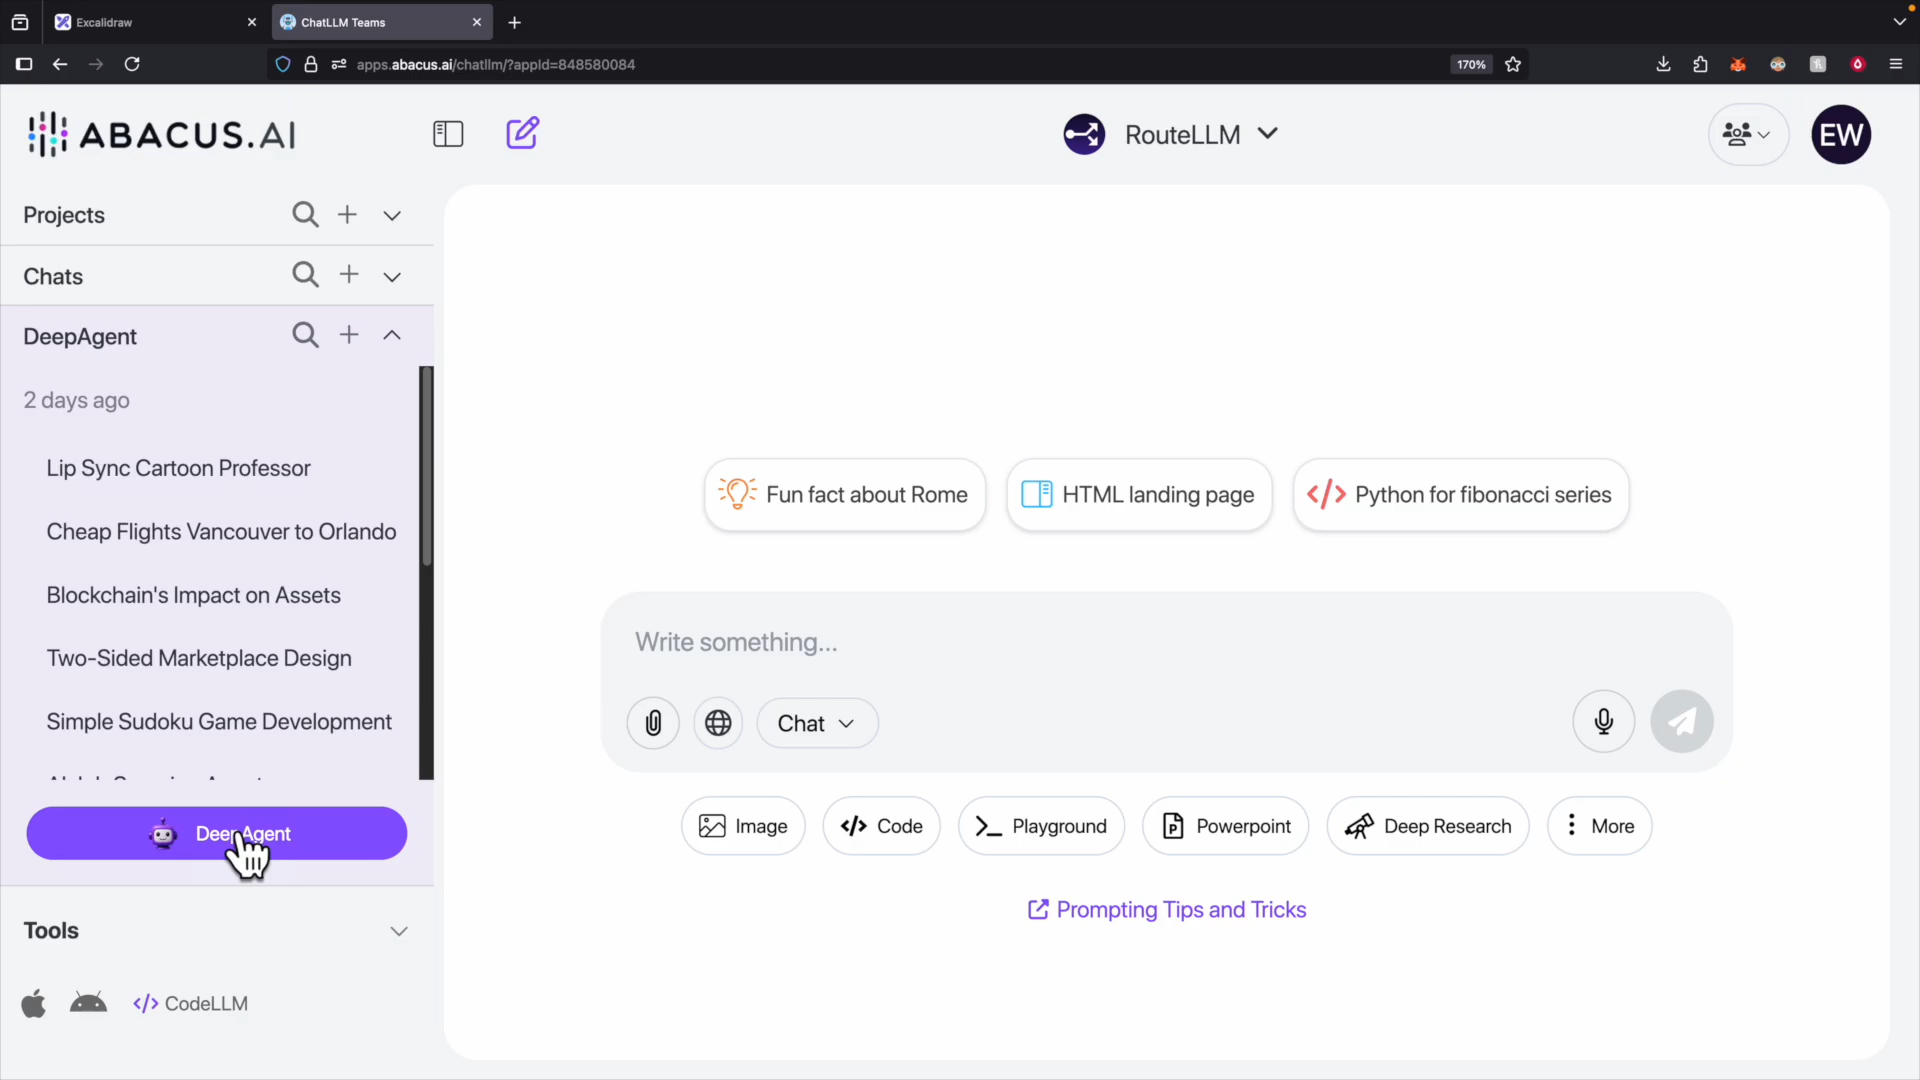 Excalidraw
ChatLLM Teams
apps.abacus.ai/chatllm/?appId=848580084
170%
ABACUS.AI
RouteLLM
EW
Projects
Chats
DeepAgent
2 days ago
Lip Sync Cartoon Professor
Cheap Flights Vancouver to Orlando
Blockchain's Impact on Assets
Two-Sided Marketplace Design
Simple Sudoku Game Development
DeepAgent
Tools
CodeLLM
Fun fact about Rome
HTML landing page
Python for fibonacci series
Write something...
Chat
Image
Code
Playground
Powerpoint
Deep Research
More
Prompting Tips and Tricks